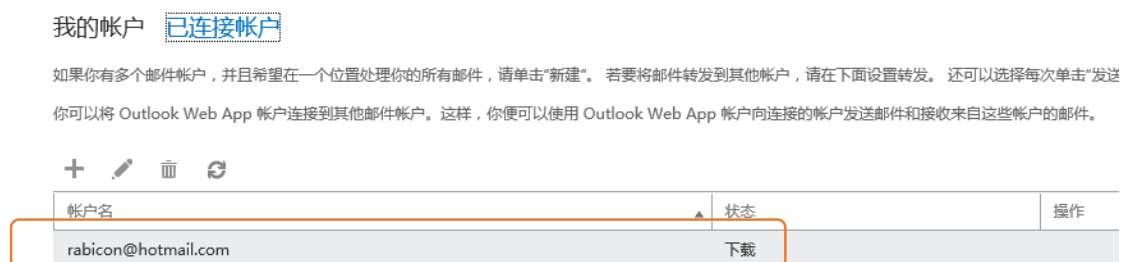 我的帐户 已连接帐户
如果你有多个邮件帐户，并且希望在一个位置处理你的所有邮件，请单击“新建”。 若要将邮件转发到其他帐户，请在下面设置转发。 还可以选择每次单击“发送
你可以将 Outlook Web App 帐户连接到其他邮件帐户。这样，你便可以使用 Outlook Web App 帐户向连接的帐户发送邮件和接收来自这些帐户的邮件。
帐户名 状态 操作
rabicon@hotmail.com 下载